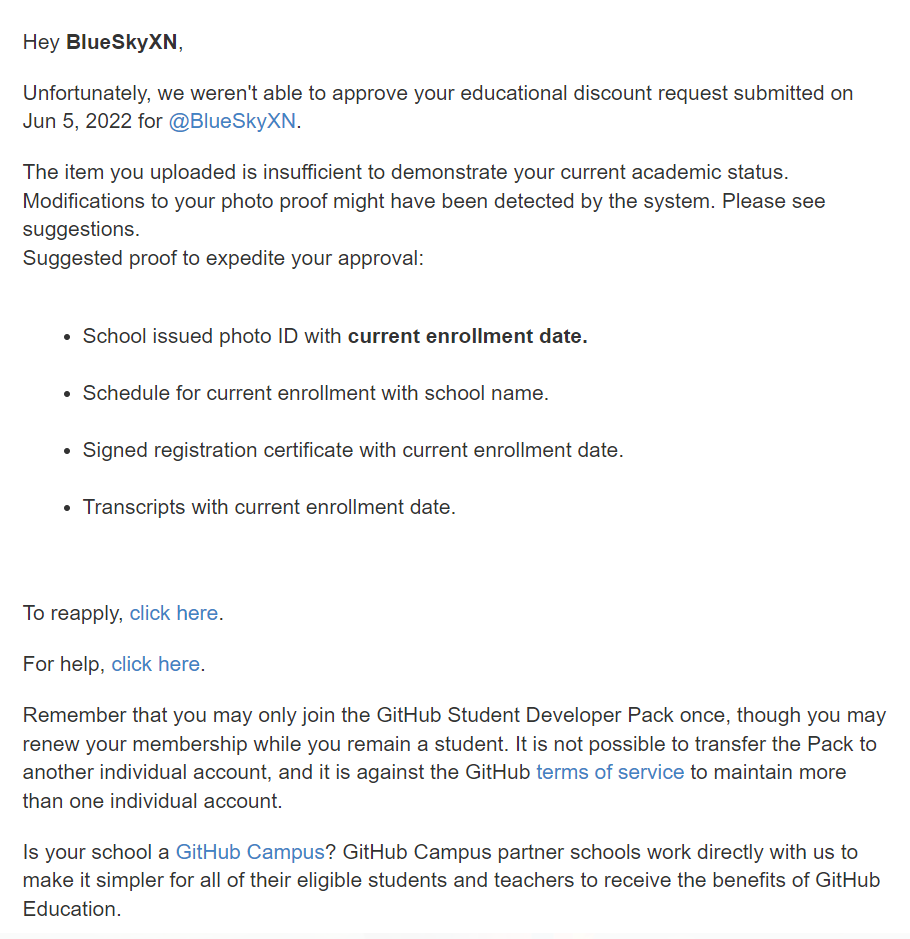 Hey BlueSkyXN,
Unfortunately, we weren't able to approve your educational discount request submitted on
Jun 5, 2022 for @BlueSkyXN.
The item you uploaded is insufficient to demonstrate your current academic status.
Modifications to your photo proof might have been detected by the system. Please see
suggestions.
Suggested proof to expedite your approval:
• School issued photo ID with current enrollment date.
• Schedule for current enrollment with school name.
• Signed registration certificate with current enrollment date.
• Transcripts with current enrollment date.
To reapply, click here.
For help, click here.
Remember that you may only join the GitHub Student Developer Pack once, though you may
renew your membership while you remain a student. It is not possible to transfer the Pack to
another individual account, and it is against the GitHub terms of service to maintain more
than one individual account.
Is your school a GitHub Campus? GitHub Campus partner schools work directly with us to
make it simpler for all of their eligible students and teachers to receive the benefits of GitHub
Education.